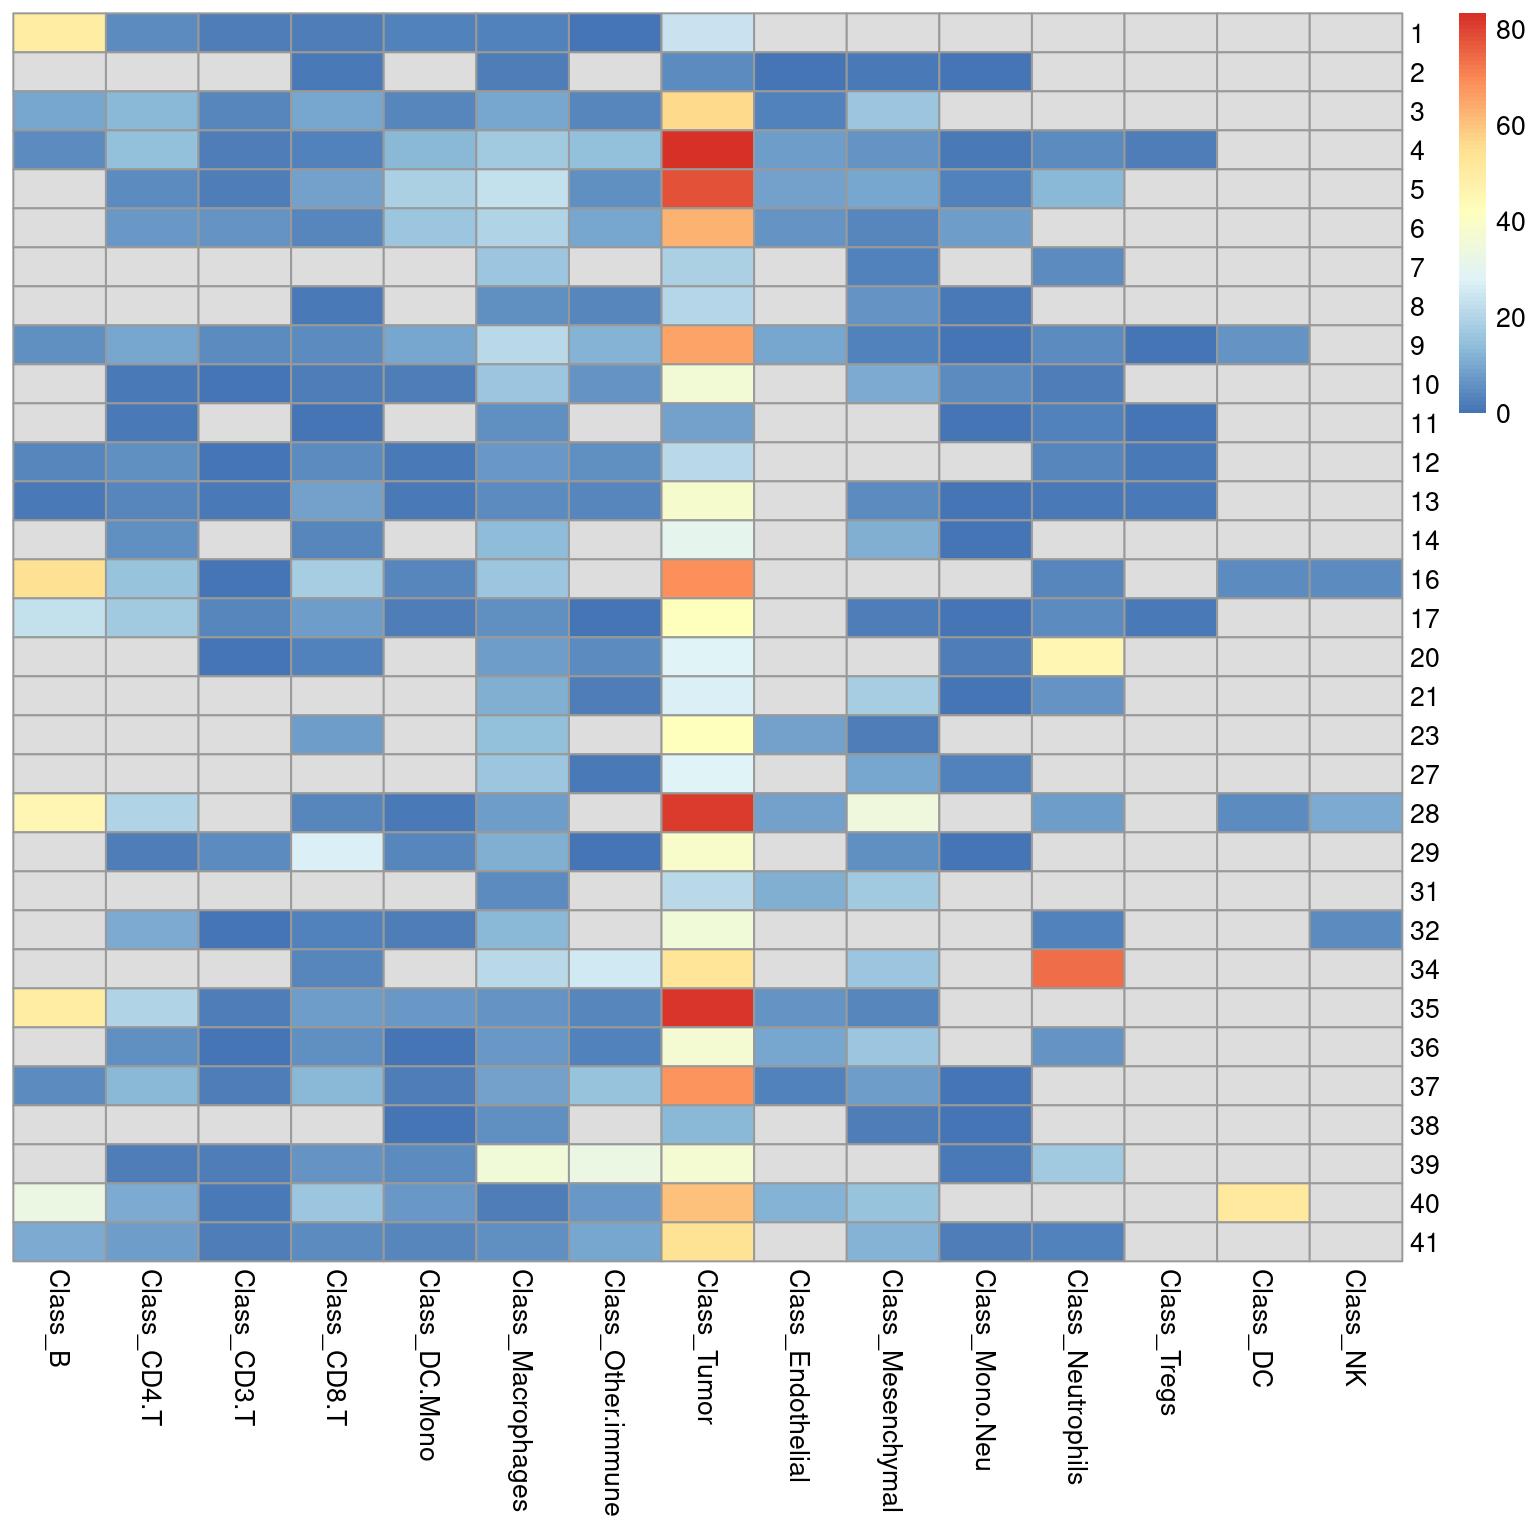 1
2
3
4
5
6
7
8
9
10
11
12
13
14
16
17
20
21
23
27
28
29
31
32
34
35
36
37
38
39
40
41
80
60
40
20
0
Class_B
Class_CD4.T
Class_CD3.T
Class_CD8.T
Class_DC.Mono
Class_Macrophages
Class_Other.immune
Class_Tumor
Class_Endothelial
Class_Mesenchymal
Class_Mono.Neu
Class_Neutrophils
Class_Tregs
Class_DC
Class_NK